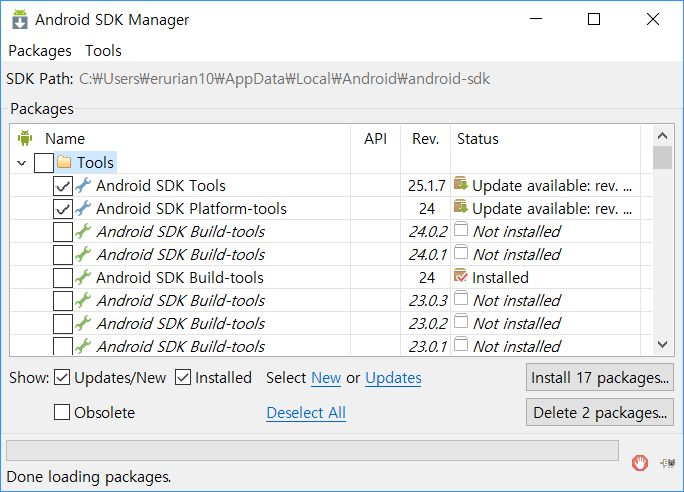 Android SDK Manager
Packages Tools
SDK Path: C:₩Users₩erurian10₩AppData₩Local₩Android₩android-sdk
Packages
Name API Rev. Status
Tools
Android SDK Tools 25.1.7 Update available: rev. ...
Android SDK Platform-tools 24 Update available: rev. ...
Android SDK Build-tools 24.0.2 Not installed
Android SDK Build-tools 24.0.1 Not installed
Android SDK Build-tools 24 Installed
Android SDK Build-tools 23.0.3 Not installed
Android SDK Build-tools 23.0.2 Not installed
Android SDK Build-tools 23.0.1 Not installed
Show: Updates/New Installed Select New or Updates Install 17 packages...
Obsolete Deselect All Delete 2 packages...
Done loading packages.